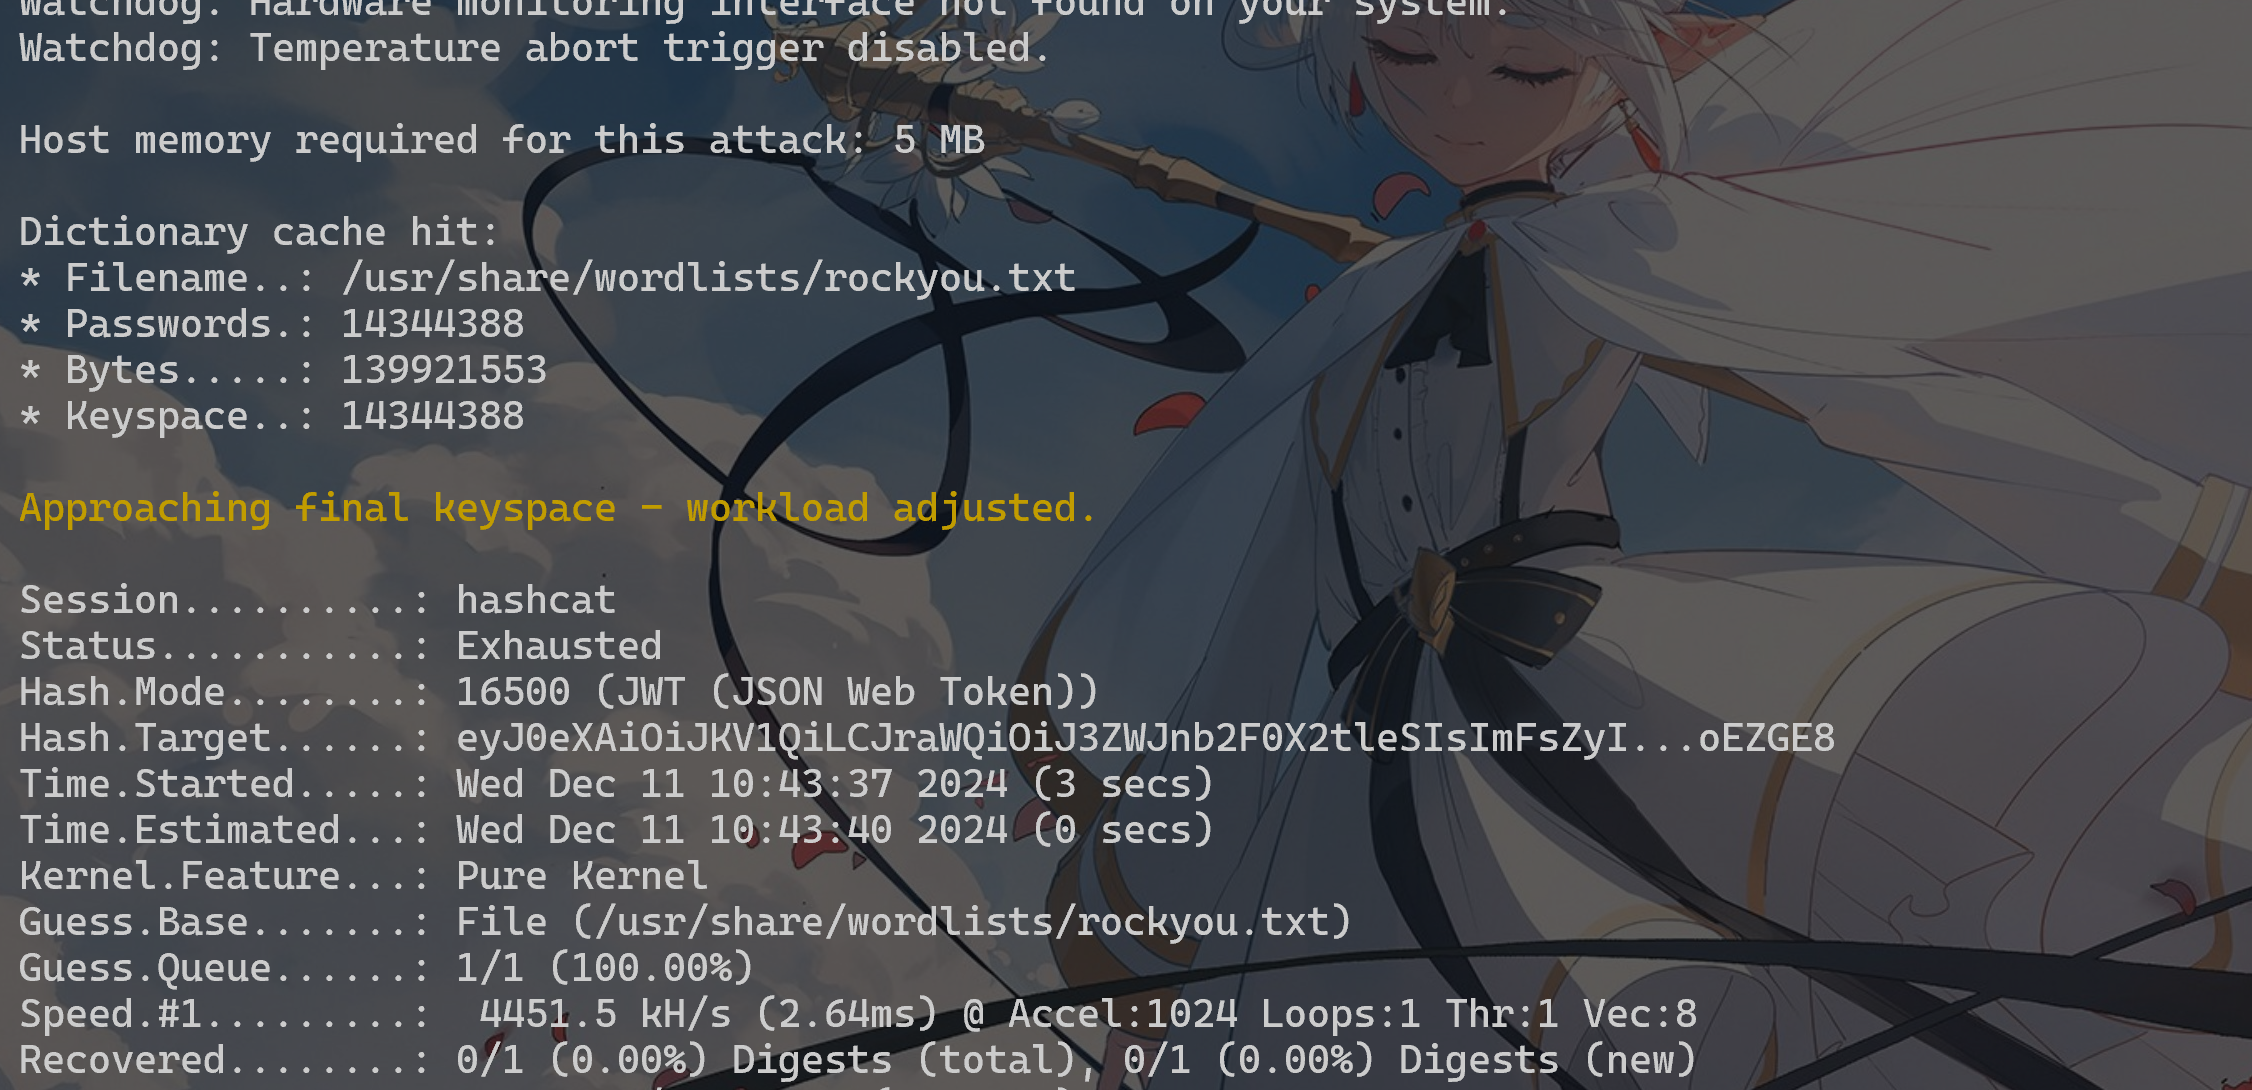 Watchdog: Hardware monitoring interface not found on your system.
Watchdog: Temperature abort trigger disabled.
Host memory required for this attack: 5 MB
Dictionary cache hit:
* Filename..: /usr/share/wordlists/rockyou.txt
* Passwords.: 14344388
* Bytes.....: 139921553
* Keyspace..: 14344388
Approaching final keyspace - workload adjusted.
Session..........: hashcat
Status...........: Exhausted
Hash.Mode........: 16500 (JWT (JSON Web Token))
Hash.Target......: eyJ0eXAiOiJKV1QiLCJraWQiOiJ3ZWJnb2F0X2tleSIsImFsZyI...oEZGE8
Time.Started.....: Wed Dec 11 10:43:37 2024 (3 secs)
Time.Estimated...: Wed Dec 11 10:43:40 2024 (0 secs)
Kernel.Feature...: Pure Kernel
Guess.Base.......: File (/usr/share/wordlists/rockyou.txt)
Guess.Queue......: 1/1 (100.00%)
Speed.#1.........:  4451.5 kH/s (2.64ms) @ Accel:1024 Loops:1 Thr:1 Vec:8
Recovered........: 0/1 (0.00%) Digests (total), 0/1 (0.00%) Digests (new)